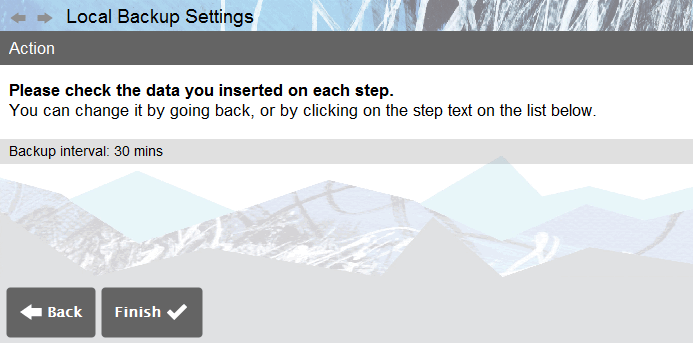 Local Backup Settings
Action
Please check the data you inserted on each step.
You can change it by going back, or by clicking on the step text on the list below.
Backup interval: 30 mins
Back
Finish